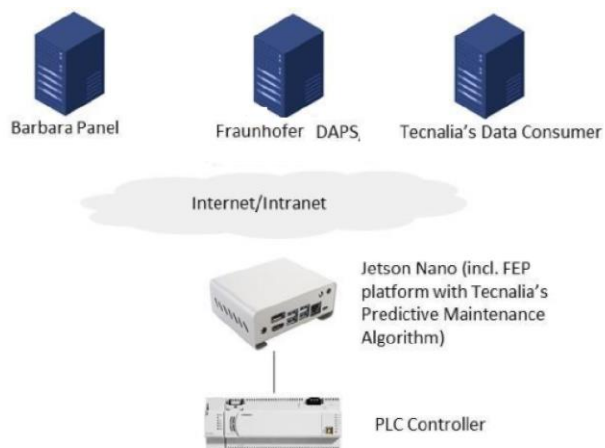 Barbara Panel
Fraunhofer DAPS,
Tecnalia's Data Consumer
Internet/Intranet
Jetson Nano (incl. FEP
platform with Tecnalia's
Predictive Maintenance
Algorithm)
PLC Controller